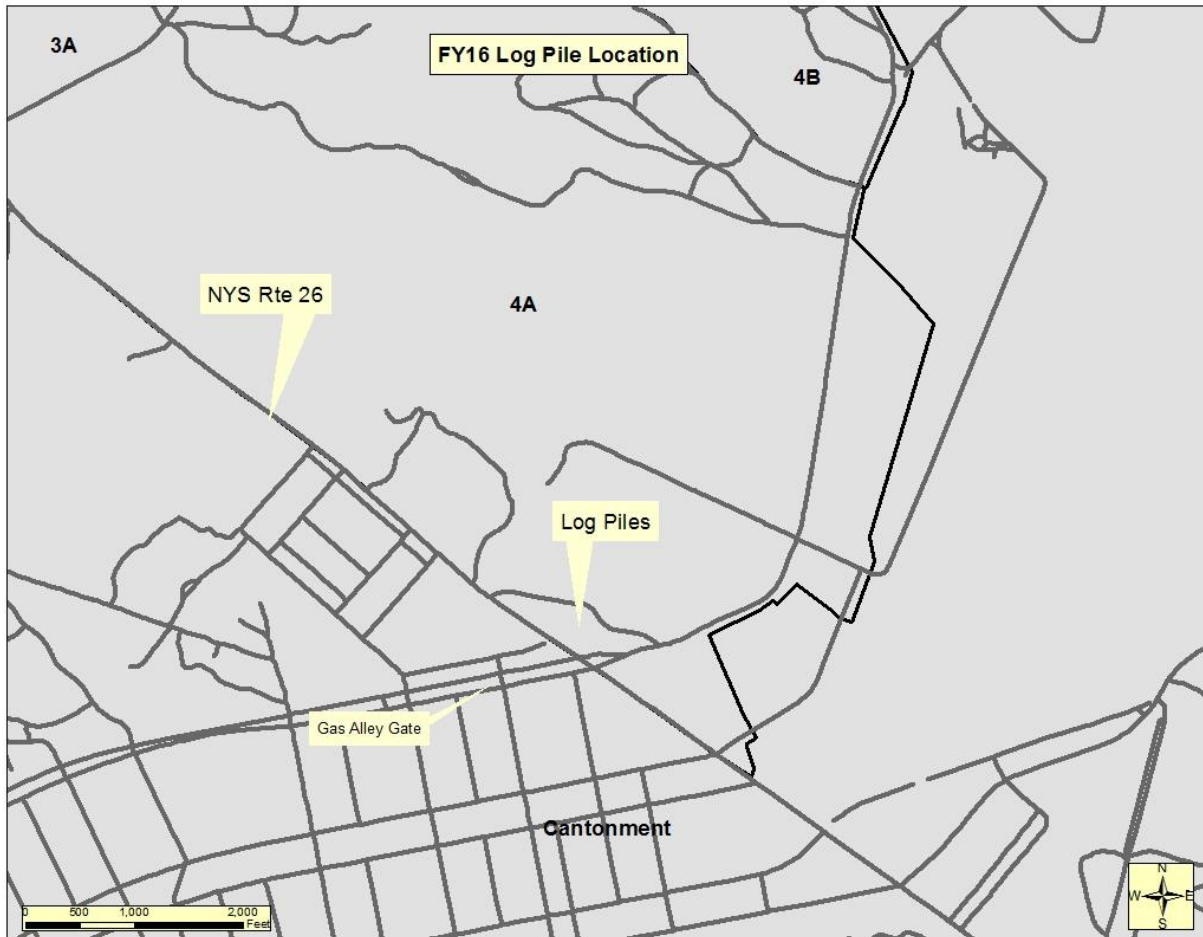 3A
FY16 Log Pile Location
4B
NYS Rte 26
4A
Log Piles
Gas Alley Gate
Cantonment
0 500 1,000 2,000
Feet
N
W E
S